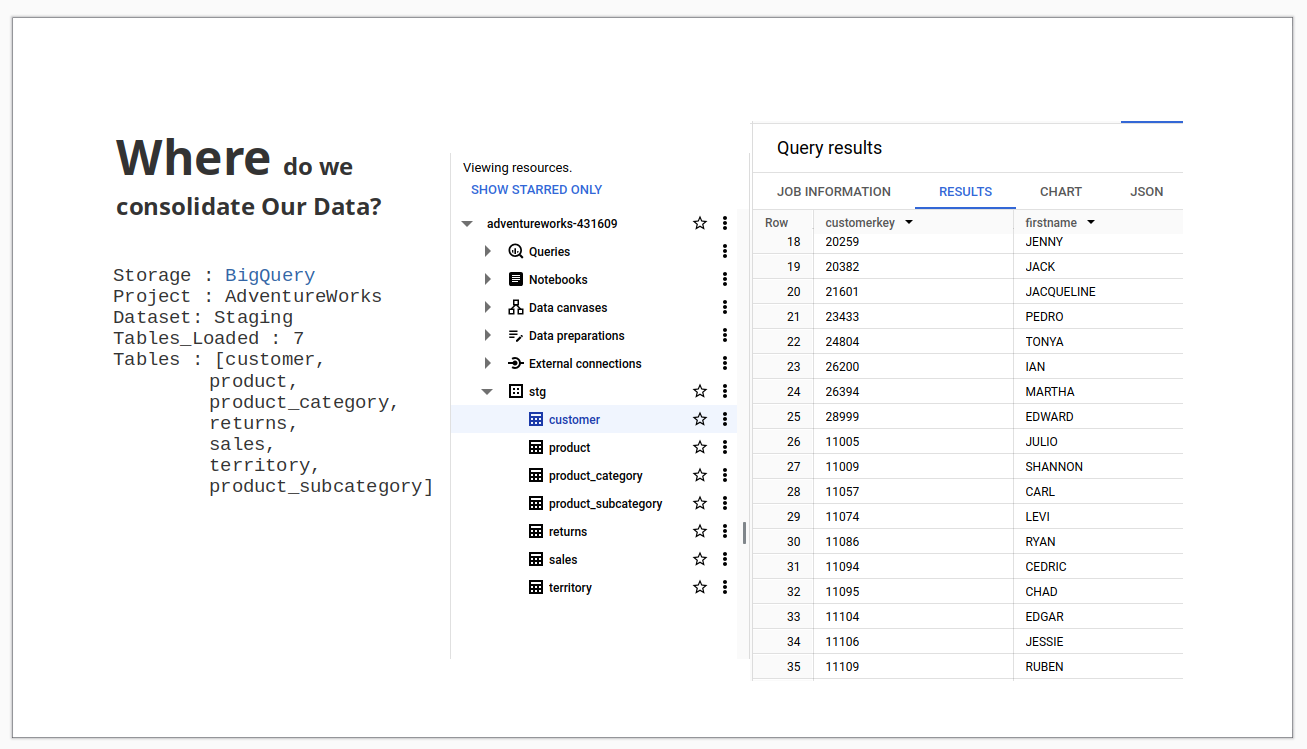 Where do we
consolidate Our Data?
Storage : BigQuery
Project : AdventureWorks
Dataset: Staging
Tables_Loaded : 7
Tables : [customer,
product,
product_category,
returns,
sales,
territory,
product_subcategory]
Viewing resources.
SHOW STARRED ONLY
adventureworks-431609
Queries
Notebooks
Data canvases
Data preparations
External connections
stg
customer
product
product_category
product_subcategory
returns
sales
territory
Query results
JOB INFORMATION RESULTS CHART JSON
Row customerkey firstname
18 20259 JENNY
19 20382 JACK
20 21601 JACQUELINE
21 23433 PEDRO
22 24804 TONYA
23 26200 IAN
24 26394 MARTHA
25 28999 EDWARD
26 11005 JULIO
27 11009 SHANNON
28 11057 CARL
29 11074 LEVI
30 11086 RYAN
31 11094 CEDRIC
32 11095 CHAD
33 11104 EDGAR
34 11106 JESSIE
35 11109 RUBEN